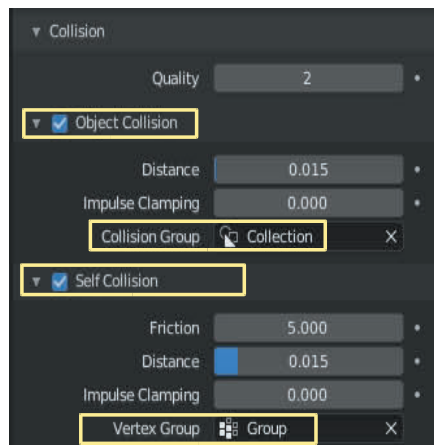 Collision
Quality 2
Object Collision
Distance 0.015
Impulse Clamping 0.000
Collision Group Collection
Self Collision
Friction 5.000
Distance 0.015
Impulse Clamping 0.000
Vertex Group Group